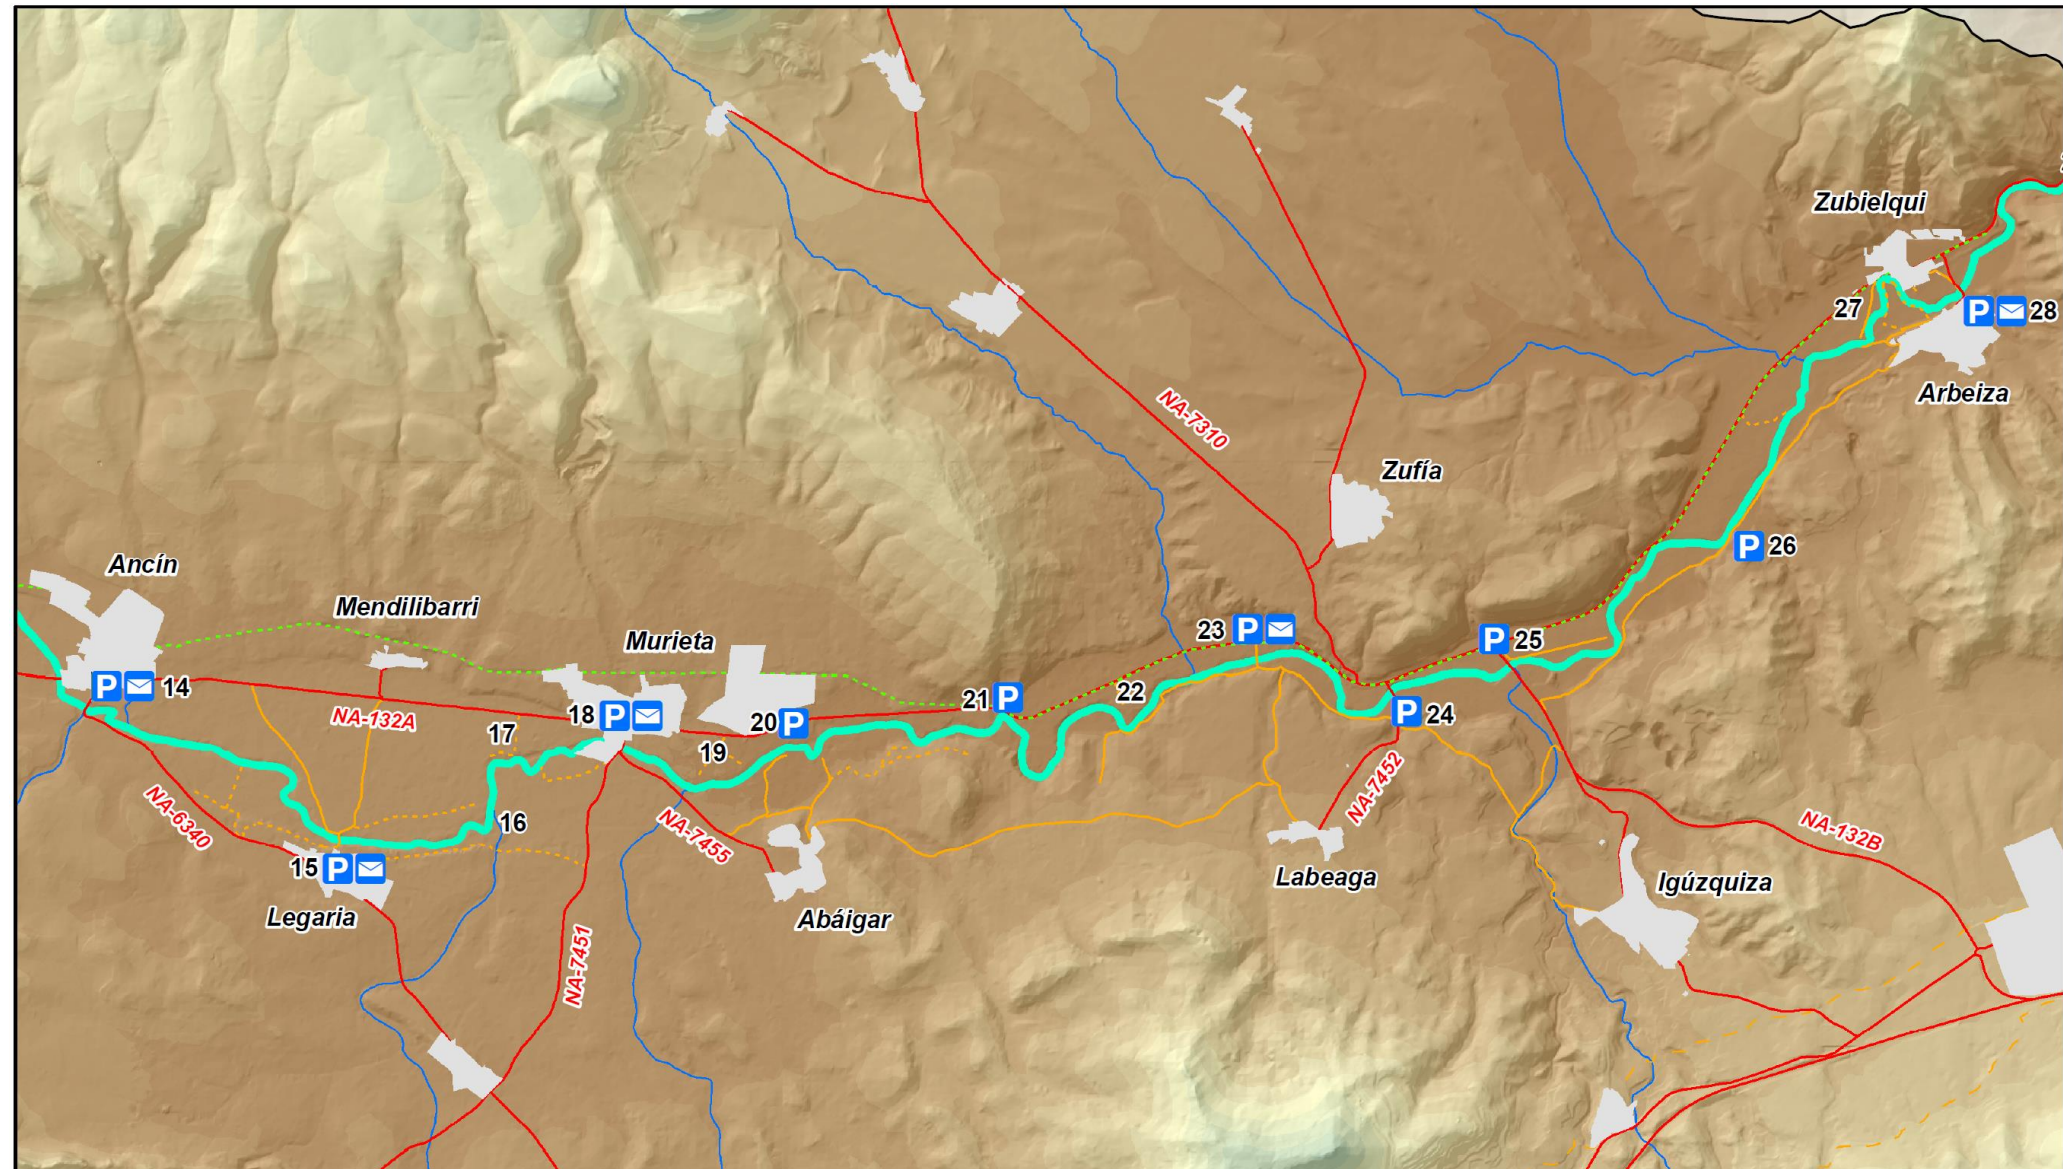 Zubielqui
27
P 28
Arbeiza
NA-7310
Zufía
P 26
Ancín
Mendilibarri
Murieta
23 P
P 25
P 14
NA-132A
17
18 P
20 P
19
21 P
22
P 24
NA-6340
16
NA-7455
NA-7452
NA-132B
15 P
Legaria
Abáigar
Labeaga
Igúzquiza
NA-7451